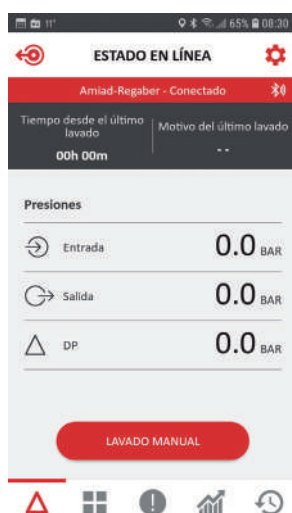 11° 65% 08:30
ESTADO EN LÍNEA
Amiad-Regaber - Conectado
Tiempo desde el último lavado
Motivo del último lavado
00h 00m
--
Presiones
Entrada 0.0 BAR
Salida 0.0 BAR
DP 0.0 BAR
LAVADO MANUAL